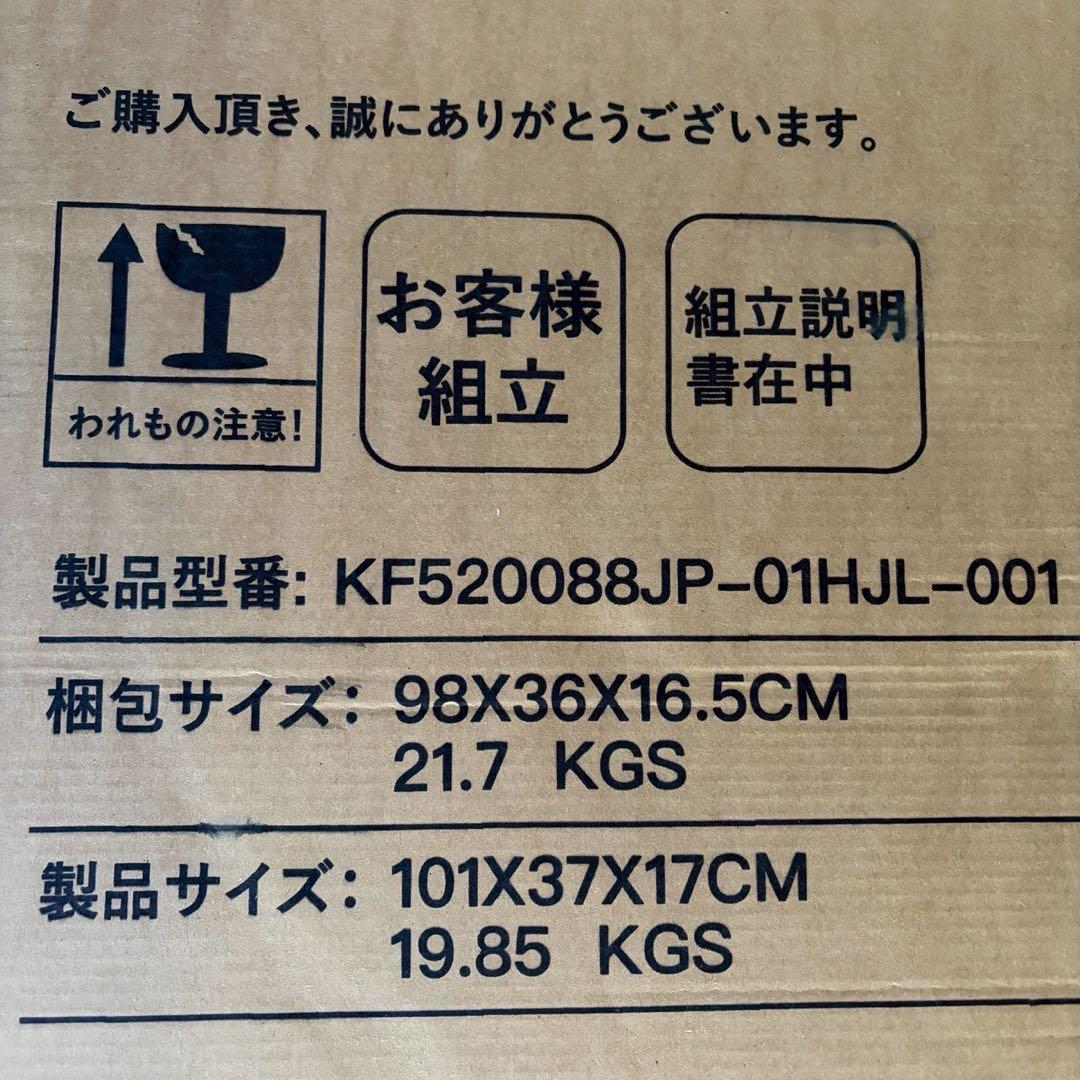 ご購入頂き、誠にありがとうございます。
われもの注意!
お客様
組立
組立説明
書在中
製品型番: KF520088JP-01HJL-001
梱包サイズ: 98X36X16.5CM
21.7 KGS
製品サイズ: 101X37X17CM
19.85 KGS